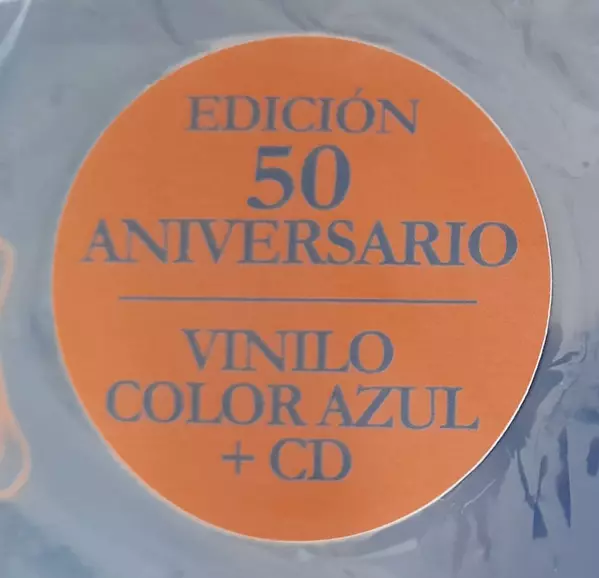 EDICIÓN
50
ANIVERSARIO
VINILO
COLOR AZUL
+ CD